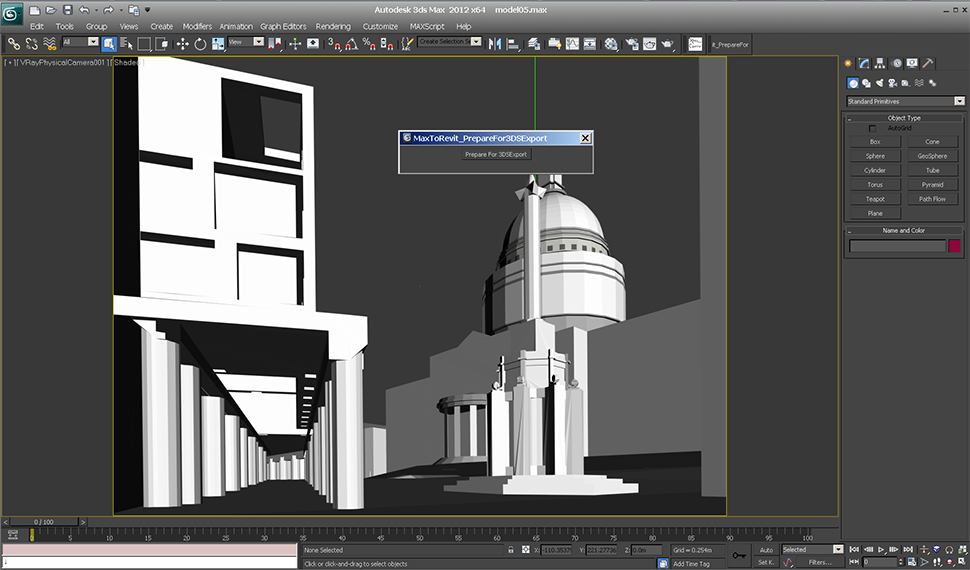 Autodesk 3ds Max 2012 x64 model05.max
Edit Tools Group Views Create Modifiers Animation Graph Editors Rendering Customize MAXScript Help
All View Create Selection Se it_PrepareFor
[ + ] [ VRayPhysicalCamera001 ] [ Shaded ]
MaxToRevit_PrepareFor3DSExport
Prepare For 3DSExport
Standard Primitives
Object Type
AutoGrid
Box Cone
Sphere GeoSphere
Cylinder Tube
Torus Pyramid
Teapot Path Flow
Plane
Name and Color
< 0 / 100 >
0 5 10 15 20 25 30 35 40 45 50 55 60 65 70 75 80 85 90 95 100
None Selected X: -110.3537 Y: 221.27736 Z: 0.0m Grid = 0.254m Auto Selected
Click or click-and-drag to select objects Add Time Tag Set K. Filters... 0